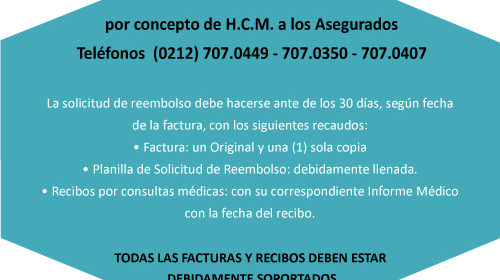 por concepto de H.C.M. a los Asegurados
Teléfonos (0212) 707.0449 - 707.0350 - 707.0407
La solicitud de reembolso debe hacerse ante de los 30 días, según fecha
de la factura, con los siguientes recaudos:
• Factura: un Original y una (1) sola copia
• Planilla de Solicitud de Reembolso: debidamente llenada.
• Recibos por consultas médicas: con su correspondiente Informe Médico
con la fecha del recibo.
TODAS LAS FACTURAS Y RECIBOS DEBEN ESTAR
DEBIDAMENTE SOPORTADOS